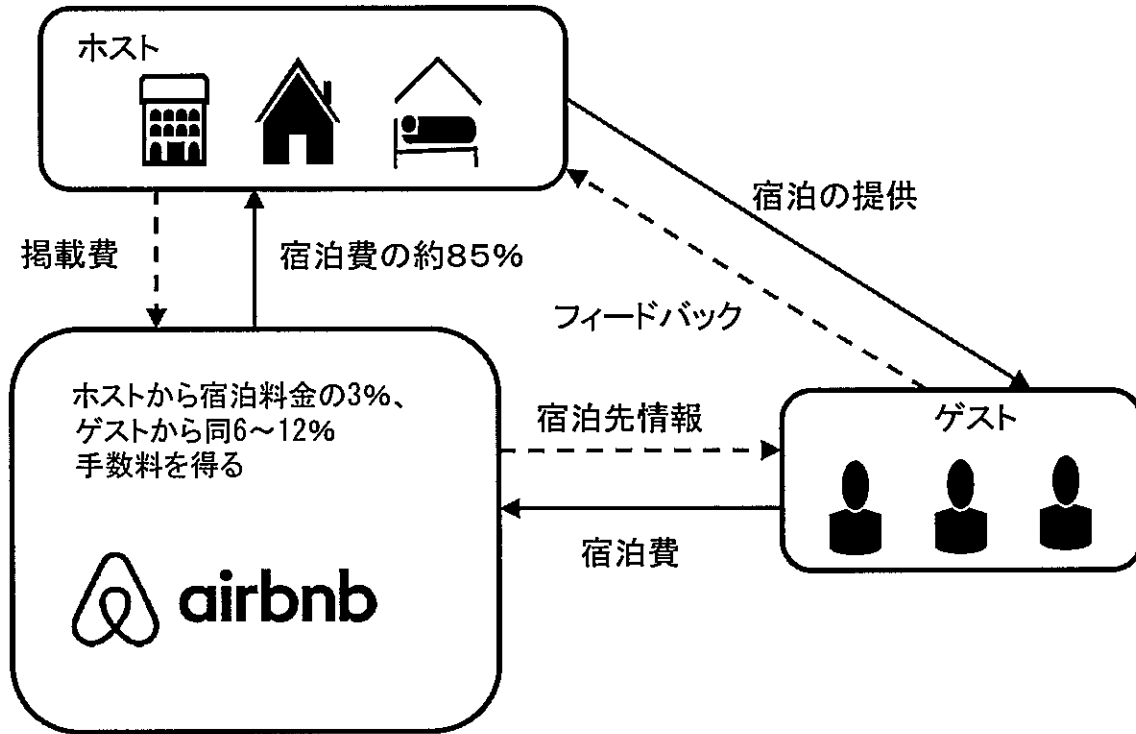 ホスト
宿泊の提供
掲載費
宿泊費の約85%
フィードバック
ホストから宿泊料金の3%、
ゲストから同6～12%
手数料を得る
宿泊先情報
ゲスト
宿泊費
airbnb